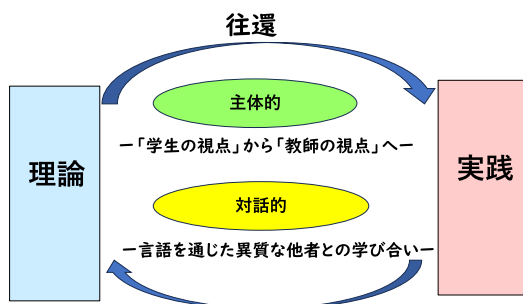 往還
主体的
ー「学生の視点」から「教師の視点」へー
理論
実践
対話的
ー言語を通じた異質な他者との学び合いー